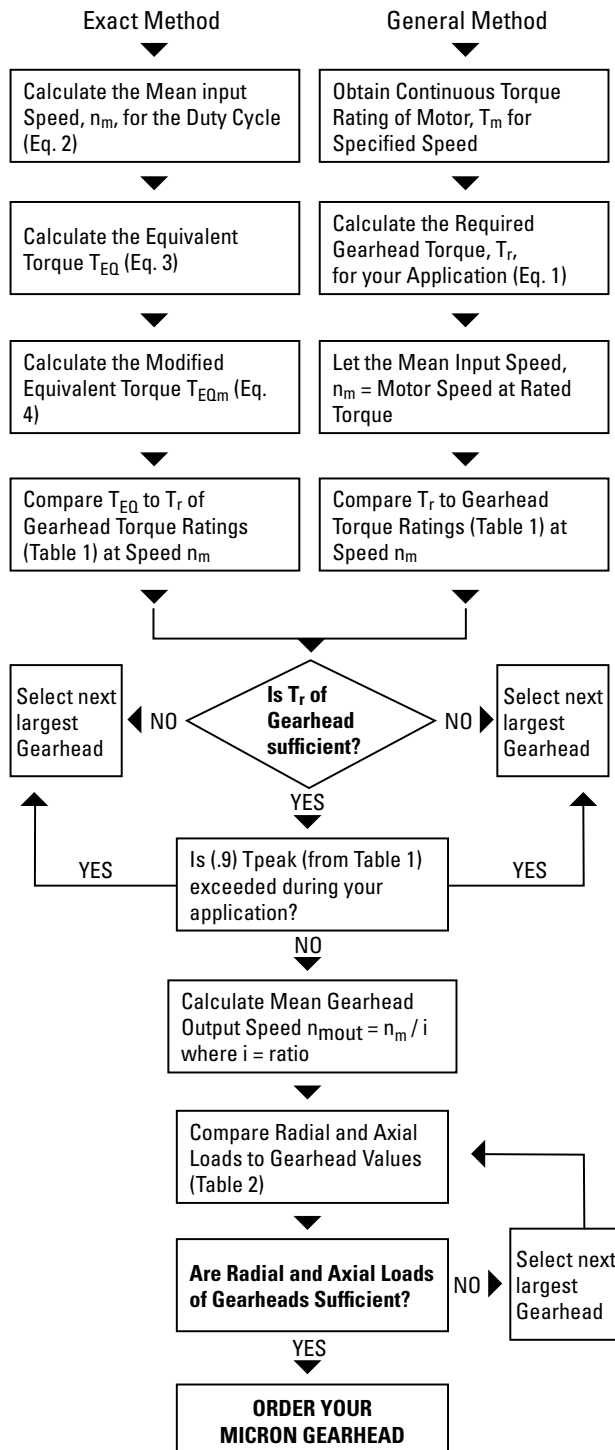 Exact Method
General Method
Calculate the Mean input
Speed, nm, for the Duty Cycle
(Eq. 2)
Obtain Continuous Torque
Rating of Motor, Tm for
Specified Speed
Calculate the Equivalent
Torque TEQ (Eq. 3)
Calculate the Required
Gearhead Torque, Tr,
for your Application (Eq. 1)
Calculate the Modified
Equivalent Torque TEQm (Eq.
4)
Let the Mean Input Speed,
nm = Motor Speed at Rated
Torque
Compare TEQ to Tr of
Gearhead Torque Ratings
(Table 1) at Speed nm
Compare Tr to Gearhead
Torque Ratings (Table 1) at
Speed nm
Select next
largest
Gearhead
NO
Is Tr of
Gearhead
sufficient?
NO
Select next
largest
Gearhead
YES
YES
Is (.9) Tpeak (from Table 1)
exceeded during your
application?
YES
NO
Calculate Mean Gearhead
Output Speed nmout = nm / i
where i = ratio
Compare Radial and Axial
Loads to Gearhead Values
(Table 2)
Are Radial and Axial Loads
of Gearheads Sufficient?
NO
Select next
largest
Gearhead
YES
ORDER YOUR
MICRON GEARHEAD